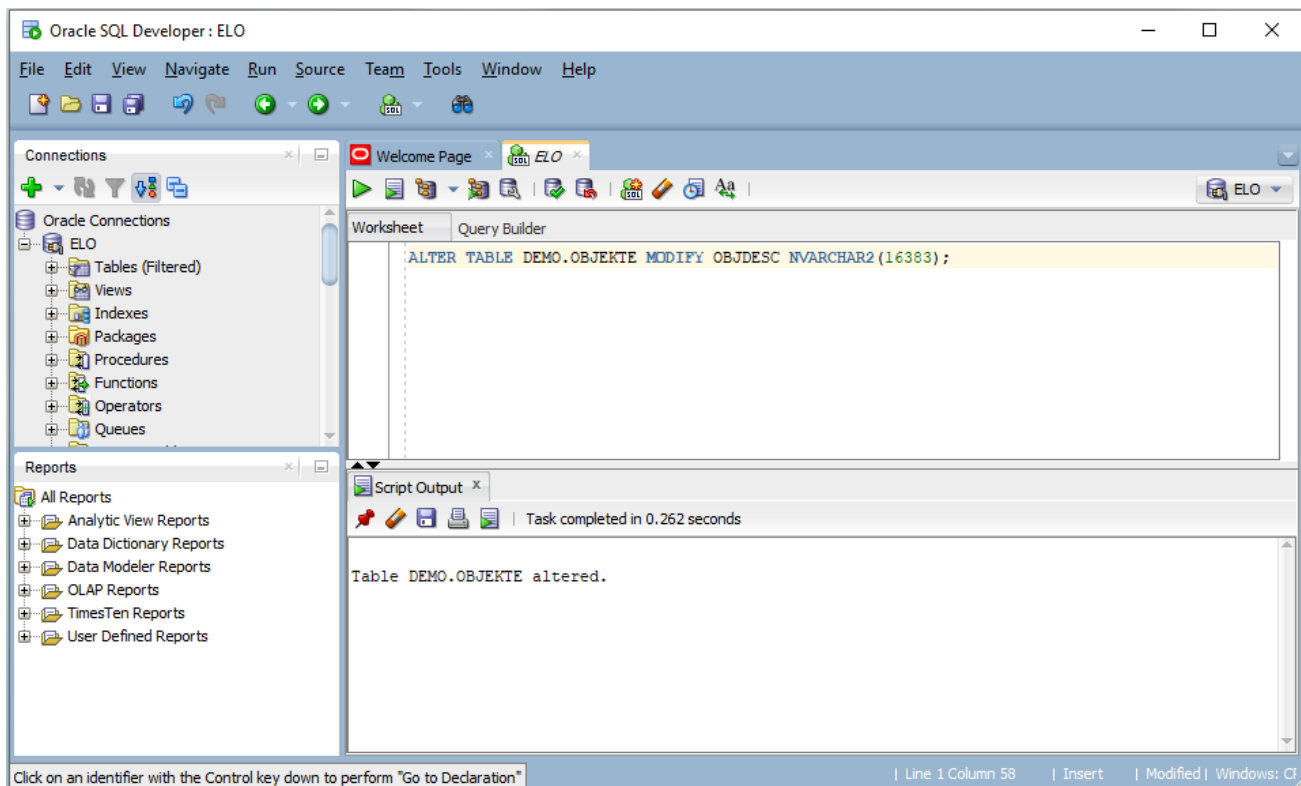 Oracle SQL Developer : ELO
File Edit View Navigate Run Source Team Tools Window Help
Connections
Oracle Connections
ELO
Tables (Filtered)
Views
Indexes
Packages
Procedures
Functions
Operators
Queues
Reports
All Reports
Analytic View Reports
Data Dictionary Reports
Data Modeler Reports
OLAP Reports
TimesTen Reports
User Defined Reports
Welcome Page
ELO
ELO
Worksheet Query Builder
ALTER TABLE DEMO.OBJEKTE MODIFY OBJDESC NVARCHAR2(16383);
Script Output
Task completed in 0.262 seconds
Table DEMO.OBJEKTE altered.
Click on an identifier with the Control key down to perform "Go to Declaration"
| Line 1 Column 58 | Insert | Modified | Windows: